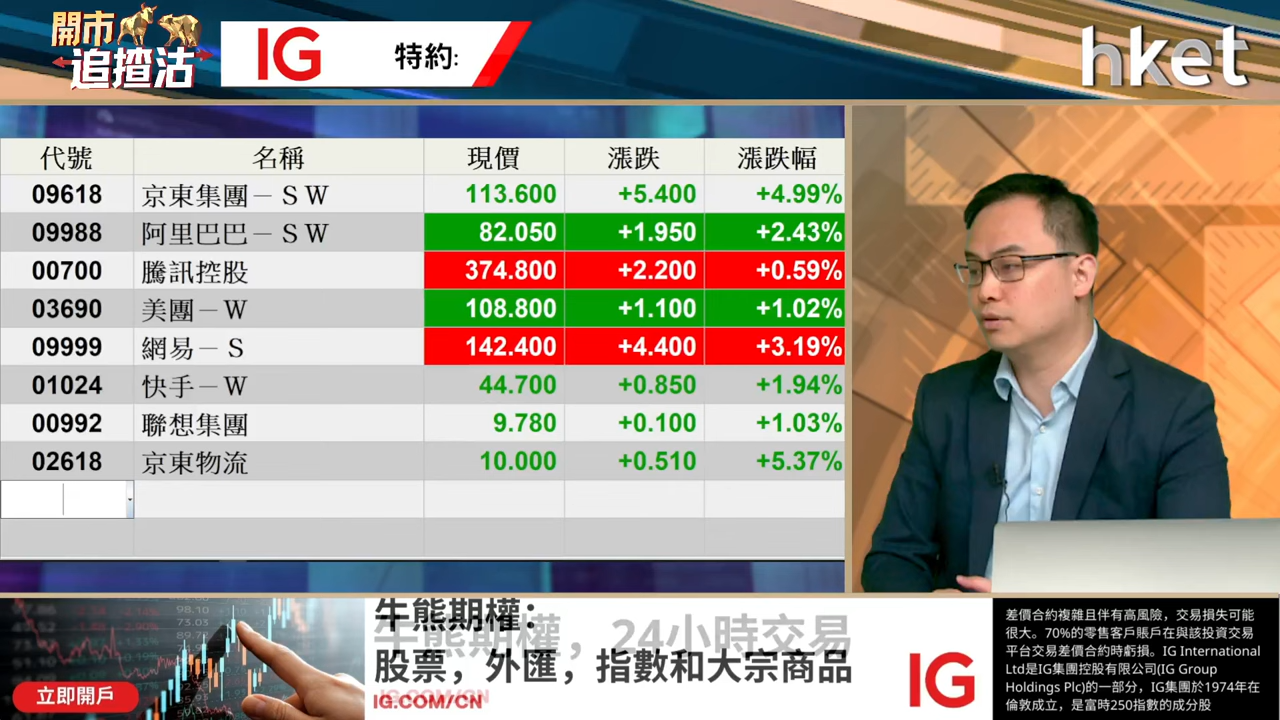 開市
追揸沽
IG
特約:
hket
代號 名稱 現價 漲跌 漲跌幅
09618 京東集團－ＳＷ 113.600 +5.400 +4.99%
09988 阿里巴巴－ＳＷ 82.050 +1.950 +2.43%
00700 騰訊控股 374.800 +2.200 +0.59%
03690 美團－Ｗ 108.800 +1.100 +1.02%
09999 網易－Ｓ 142.400 +4.400 +3.19%
01024 快手－Ｗ 44.700 +0.850 +1.94%
00992 聯想集團 9.780 +0.100 +1.03%
02618 京東物流 10.000 +0.510 +5.37%
98.10
73.03
立即開戶
牛熊期權：
牛熊期權，24小時交易
股票，外匯，指數和大宗商品
IG.COM/CN
IG
差價合約複雜且伴有高風險，交易損失可能
很大。70%的零售客戶賬戶在與該投資交易
平台交易差價合約時虧損。IG International
Ltd是IG集團控股有限公司(IG Group
Holdings Plc)的一部分，IG集團於1974年在
倫敦成立，是富時250指數的成分股